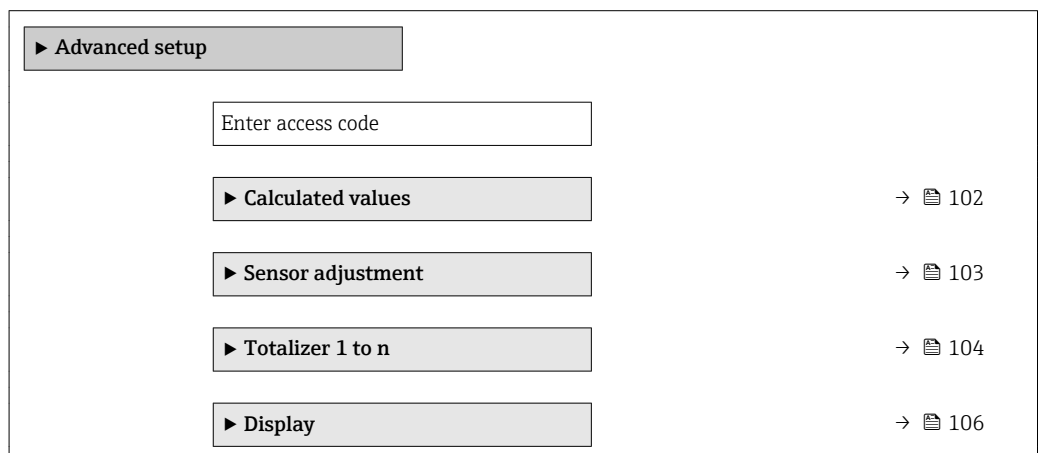 ▶ Advanced setup
Enter access code
▶ Calculated values → 102
▶ Sensor adjustment → 103
▶ Totalizer 1 to n → 104
▶ Display → 106